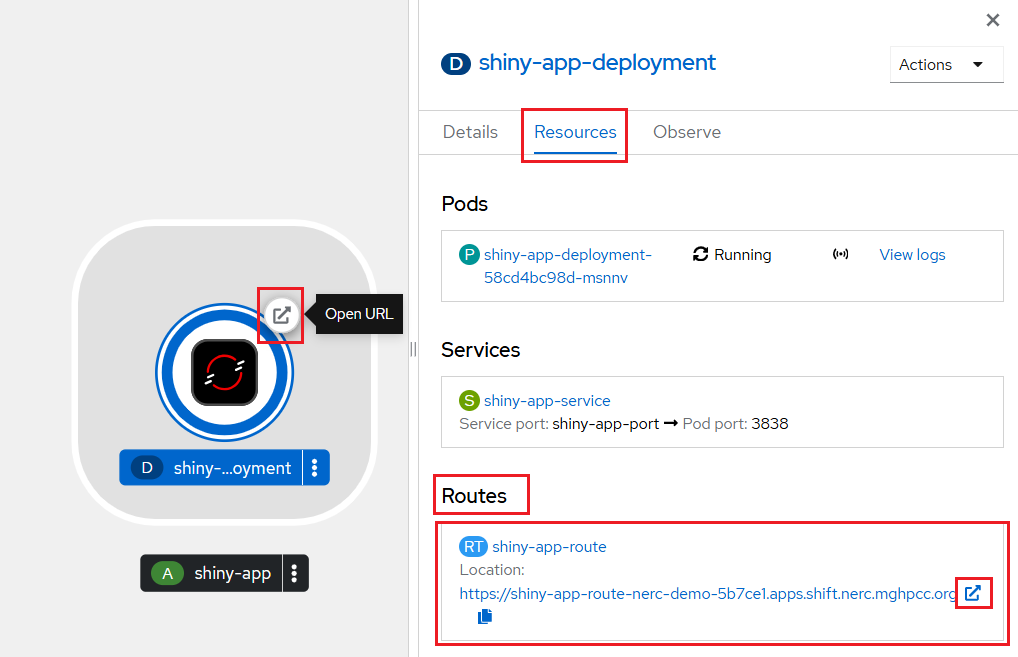 Open URL
D shiny-...oyment
A shiny-app
D shiny-app-deployment
Actions
Details Resources Observe
Pods
P shiny-app-deployment-
58cd4bc98d-msnnv
Running
View logs
Services
S shiny-app-service
Service port: shiny-app-port → Pod port: 3838
Routes
RT shiny-app-route
Location:
https://shiny-app-route-nerc-demo-5b7ce1.apps.shift.nerc.mghpcc.org